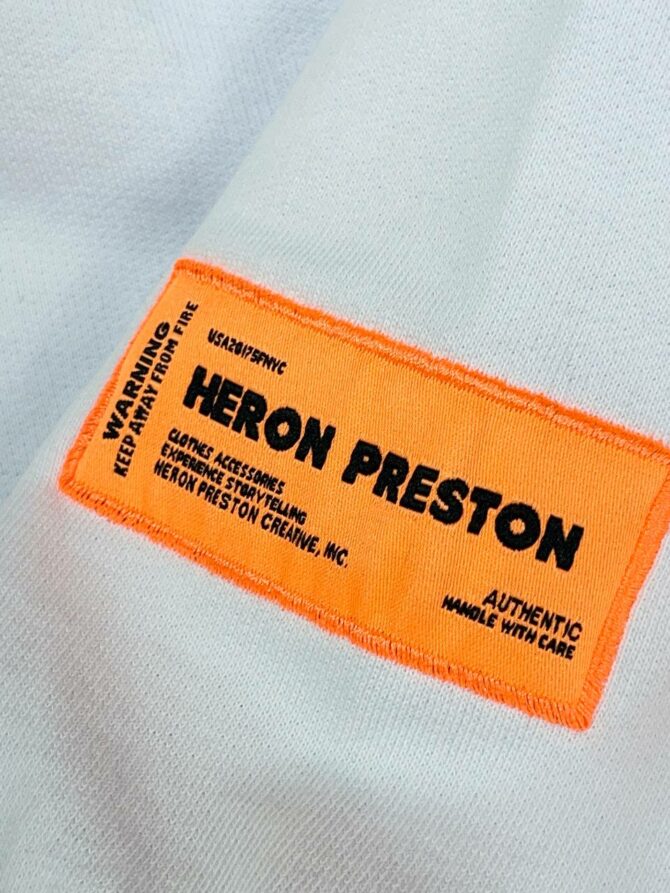 WARNING
KEEP AWAY FROM FIRE
USA20175FNYC
HERON PRESTON
CLOTHES ACCESSORIES
EXPERIENCE STORYTELLING
HERON PRESTON CREATIVE, INC.
AUTHENTIC
HANDLE WITH CARE